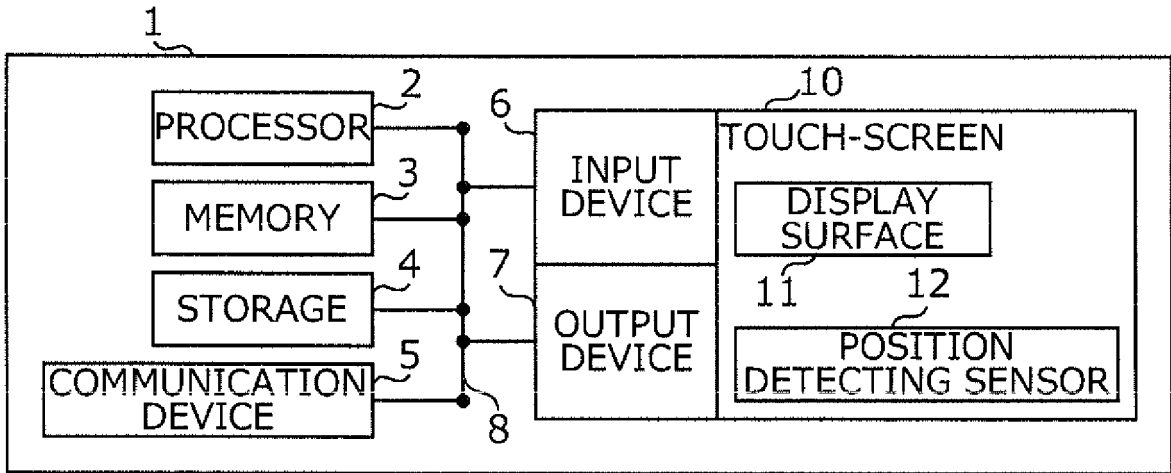 1
2
PROCESSOR
3
MEMORY
4
STORAGE
5
COMMUNICATION
DEVICE
8
6
INPUT
DEVICE
7
OUTPUT
DEVICE
10
TOUCH-SCREEN
DISPLAY
SURFACE
11
12
POSITION
DETECTING SENSOR